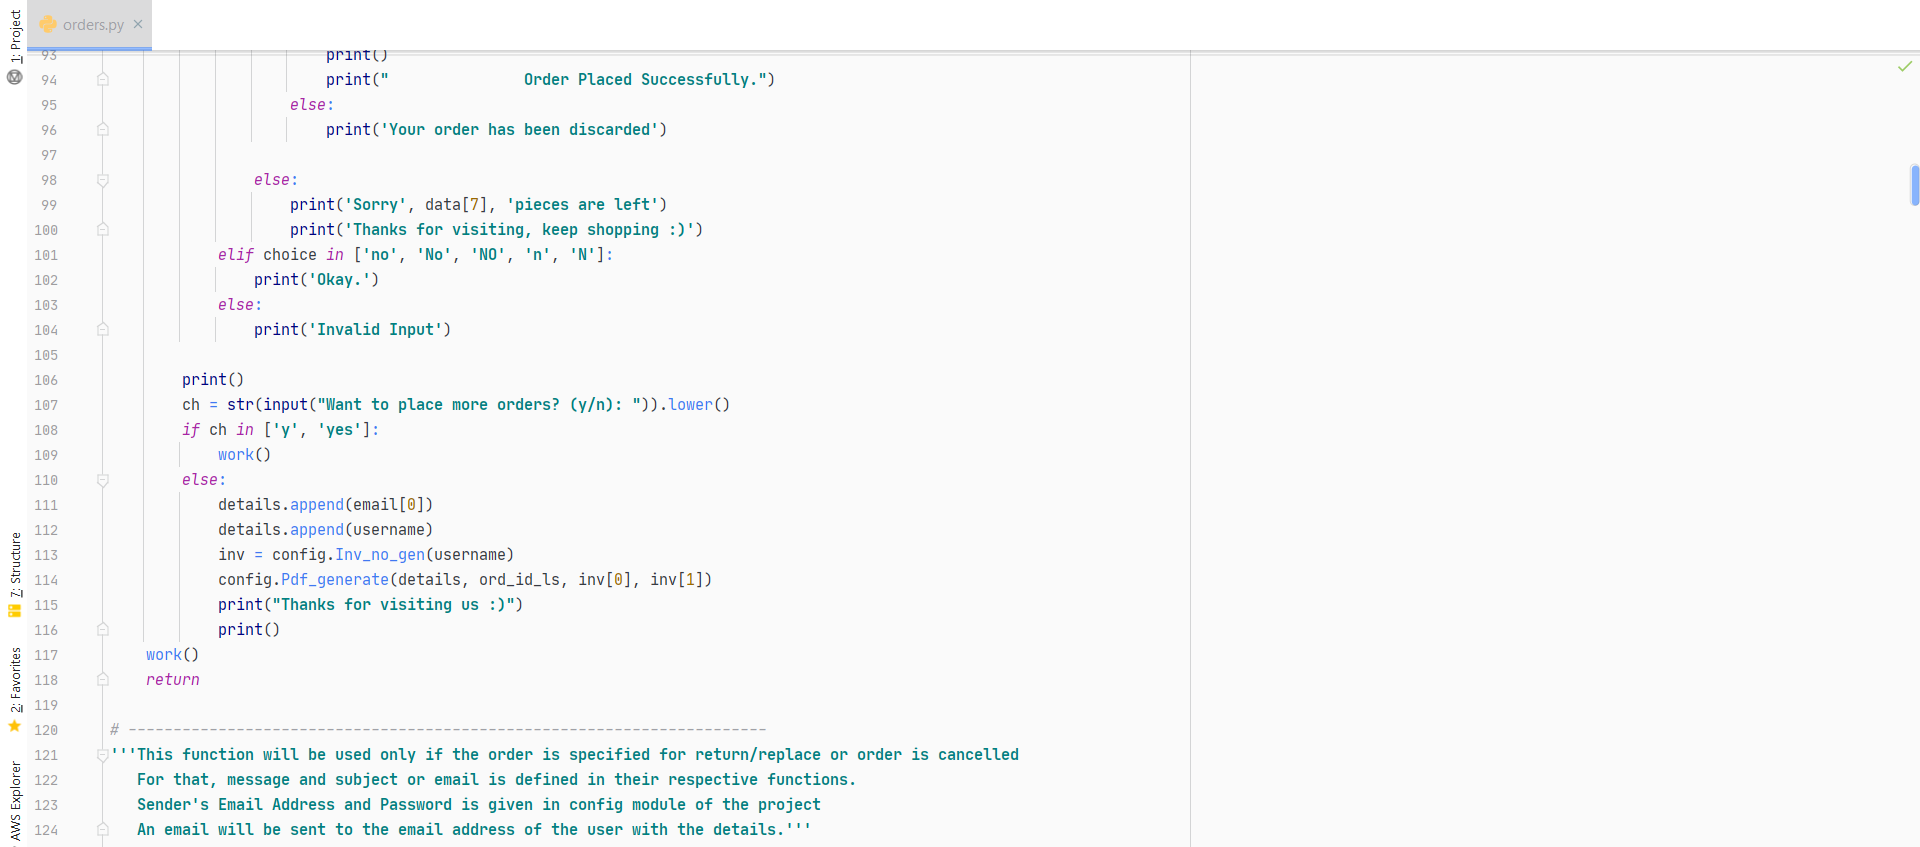 1: Project
7: Structure
2: Favorites
AWS Explorer
orders.py
93 print()
94 print("               Order Placed Successfully.")
95 else:
96 print('Your order has been discarded')
97
98 else:
99 print('Sorry', data[7], 'pieces are left')
100 print('Thanks for visiting, keep shopping :)')
101 elif choice in ['no', 'No', 'NO', 'n', 'N']:
102 print('Okay.')
103 else:
104 print('Invalid Input')
105
106 print()
107 ch = str(input("Want to place more orders? (y/n): ")).lower()
108 if ch in ['y', 'yes']:
109 work()
110 else:
111 details.append(email[0])
112 details.append(username)
113 inv = config.Inv_no_gen(username)
114 config.Pdf_generate(details, ord_id_ls, inv[0], inv[1])
115 print("Thanks for visiting us :)")
116 print()
117 work()
118 return
119
120 # -----------------------------------------------------------------------
121 '''This function will be used only if the order is specified for return/replace or order is cancelled
122 For that, message and subject or email is defined in their respective functions.
123 Sender's Email Address and Password is given in config module of the project
124 An email will be sent to the email address of the user with the details.'''